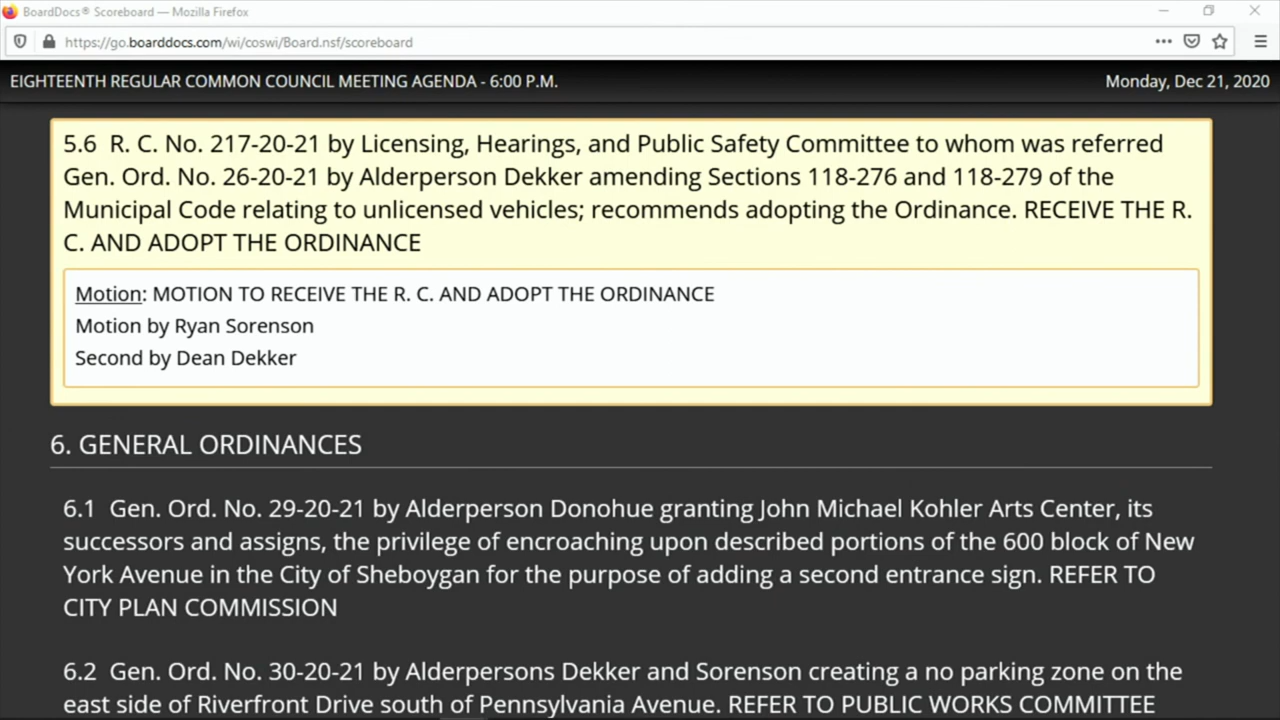 BoardDocs® Scoreboard — Mozilla Firefox
https://go.boarddocs.com/wi/coswi/Board.nsf/scoreboard
EIGHTEENTH REGULAR COMMON COUNCIL MEETING AGENDA - 6:00 P.M. Monday, Dec 21, 2020
5.6 R. C. No. 217-20-21 by Licensing, Hearings, and Public Safety Committee to whom was referred
Gen. Ord. No. 26-20-21 by Alderperson Dekker amending Sections 118-276 and 118-279 of the
Municipal Code relating to unlicensed vehicles; recommends adopting the Ordinance. RECEIVE THE R.
C. AND ADOPT THE ORDINANCE
Motion: MOTION TO RECEIVE THE R. C. AND ADOPT THE ORDINANCE
Motion by Ryan Sorenson
Second by Dean Dekker
6. GENERAL ORDINANCES
6.1 Gen. Ord. No. 29-20-21 by Alderperson Donohue granting John Michael Kohler Arts Center, its
successors and assigns, the privilege of encroaching upon described portions of the 600 block of New
York Avenue in the City of Sheboygan for the purpose of adding a second entrance sign. REFER TO
CITY PLAN COMMISSION
6.2 Gen. Ord. No. 30-20-21 by Alderpersons Dekker and Sorenson creating a no parking zone on the
east side of Riverfront Drive south of Pennsylvania Avenue. REFER TO PUBLIC WORKS COMMITTEE